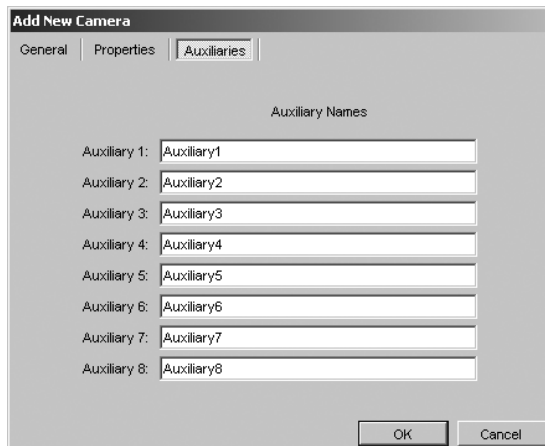 Add New Camera
General Properties Auxiliaries
Auxiliary Names
Auxiliary 1: Auxiliary1
Auxiliary 2: Auxiliary2
Auxiliary 3: Auxiliary3
Auxiliary 4: Auxiliary4
Auxiliary 5: Auxiliary5
Auxiliary 6: Auxiliary6
Auxiliary 7: Auxiliary7
Auxiliary 8: Auxiliary8
OK Cancel